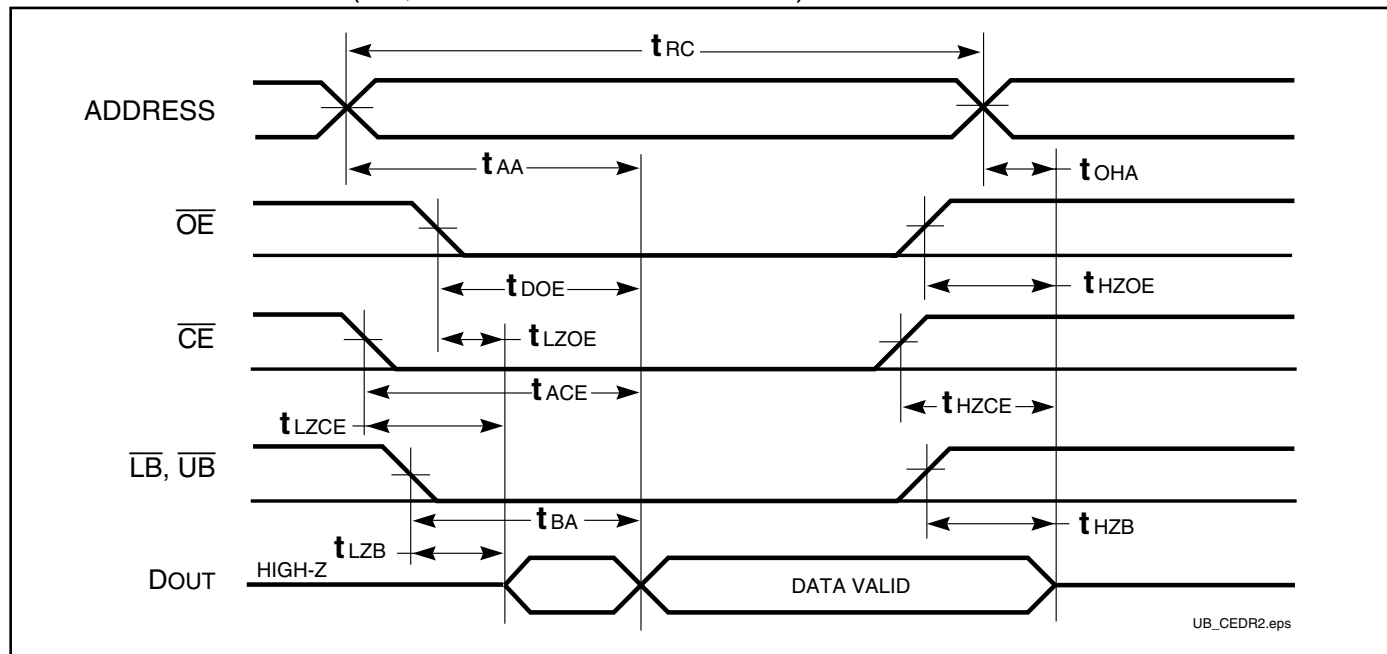 tRC
ADDRESS
tAA
tOHA
OE
tDOE
tHZOE
CE
tLZOE
tACE
tHZCE
tLZCE
LB, UB
tBA
tHZB
tLZB
DOUT
HIGH-Z
DATA VALID
UB_CEDR2.eps